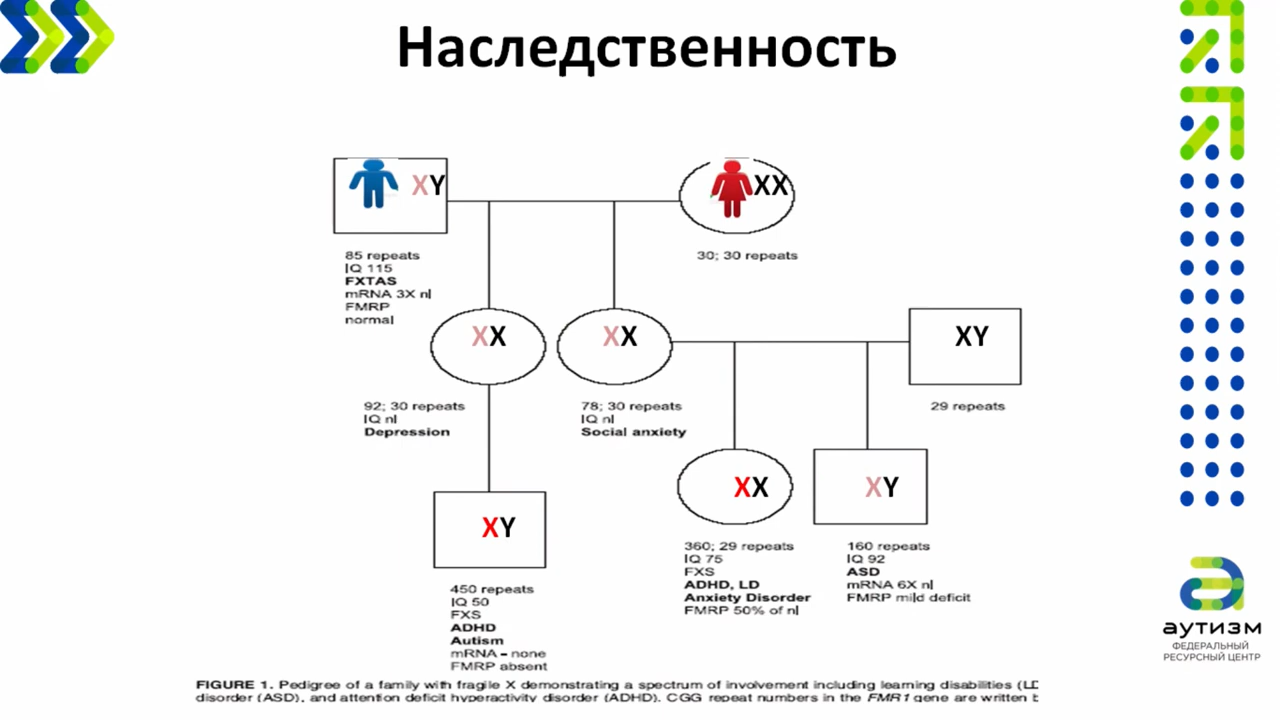 Наследственность
XY
XX
85 repeats
IQ 115
FXTAS
mRNA 3X nl
FMRP
normal
30; 30 repeats
XX
XX
XY
92; 30 repeats
IQ nl
Depression
78; 30 repeats
IQ nl
Social anxiety
29 repeats
XY
XX
XY
450 repeats
IQ 50
FXS
ADHD
Autism
mRNA – none
FMRP absent
360; 29 repeats
IQ 75
FXS
ADHD, LD
Anxiety Disorder
FMRP 50% of nl
160 repeats
IQ 92
ASD
mRNA 6X nl
FMRP mild deficit
FIGURE 1. Pedigree of a family with fragile X demonstrating a spectrum of involvement including learning disabilities (LD
disorder (ASD), and attention deficit hyperactivity disorder (ADHD). CGG repeat numbers in the FMR1 gene are written
аутизм
ФЕДЕРАЛЬНЫЙ
РЕСУРСНЫЙ ЦЕНТР